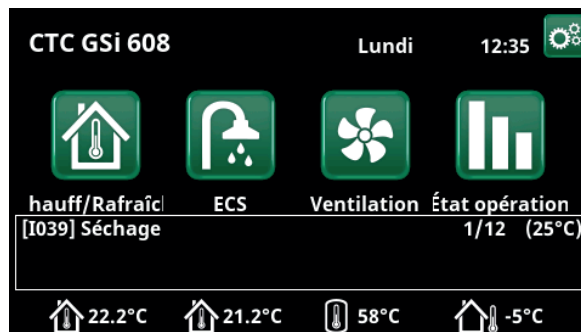 CTC GSi 608 Lundi 12:35
hauff/Rafraîc ECS Ventilation État opération
[I039] Séchage 1/12 (25°C)
22.2°C 21.2°C 58°C -5°C